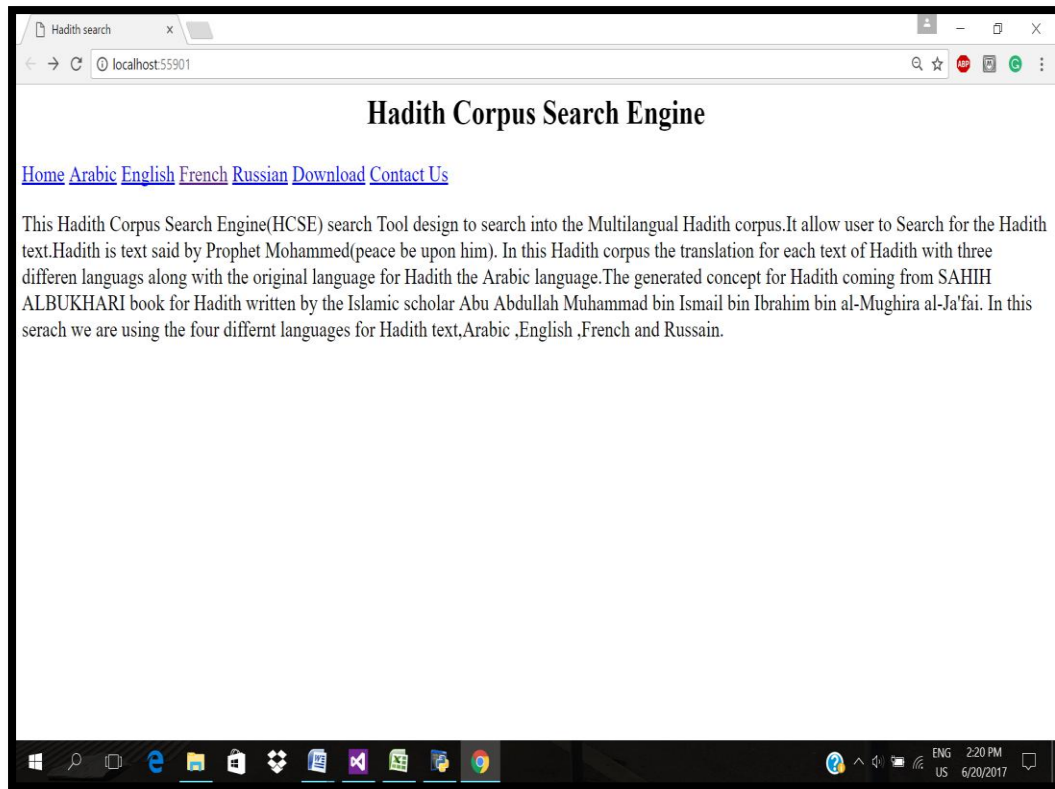 Hadith search
localhost:55901
ABP
Hadith Corpus Search Engine
Home Arabic English French Russian Download Contact Us
This Hadith Corpus Search Engine(HCSE) search Tool design to search into the Multilangual Hadith corpus.It allow user to Search for the Hadith
text.Hadith is text said by Prophet Mohammed(peace be upon him). In this Hadith corpus the translation for each text of Hadith with three
differen languags along with the original language for Hadith the Arabic language.The generated concept for Hadith coming from SAHIH
ALBUKHARI book for Hadith written by the Islamic scholar Abu Abdullah Muhammad bin Ismail bin Ibrahim bin al-Mughira al-Ja'fai. In this
serach we are using the four differnt languages for Hadith text,Arabic ,English ,French and Russain.
ENG 2:20 PM
US 6/20/2017